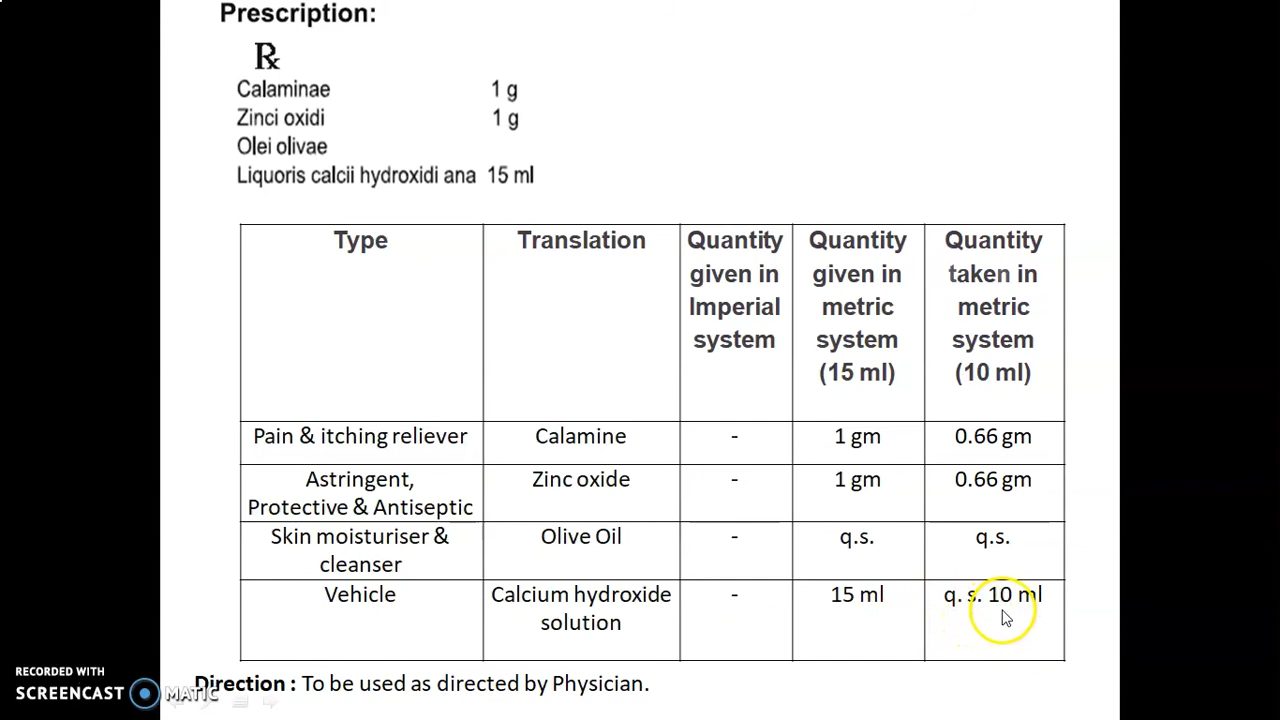 Prescription:
℞
Calaminae 1 g
Zinci oxidi 1 g
Olei olivae
Liquoris calcii hydroxidi ana 15 ml
Type Translation Quantity given in Imperial system Quantity given in metric system (15 ml) Quantity taken in metric system (10 ml)
Pain & itching reliever Calamine - 1 gm 0.66 gm
Astringent, Protective & Antiseptic Zinc oxide - 1 gm 0.66 gm
Skin moisturiser & cleanser Olive Oil - q.s. q.s.
Vehicle Calcium hydroxide solution - 15 ml q. s. 10 ml
Direction : To be used as directed by Physician.
RECORDED WITH
SCREENCAST MATIC